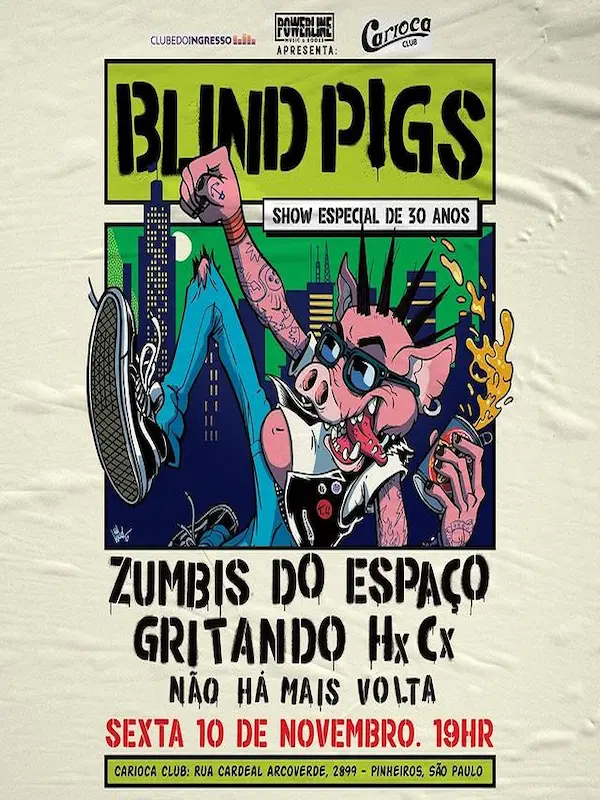 CLUBEDOINGRESSO
POWERLINE
MUSIC & BOOKS
APRESENTA:
Carioca
CLUB
BLIND PIGS
SHOW ESPECIAL DE 30 ANOS
ZUMBIS DO ESPAÇO
GRITANDO HxCx
NÃO HÁ MAIS VOLTA
SEXTA 10 DE NOVEMBRO. 19HR
CARIOCA CLUB: RUA CARDEAL ARCOVERDE, 2899 - PINHEIROS, SÃO PAULO